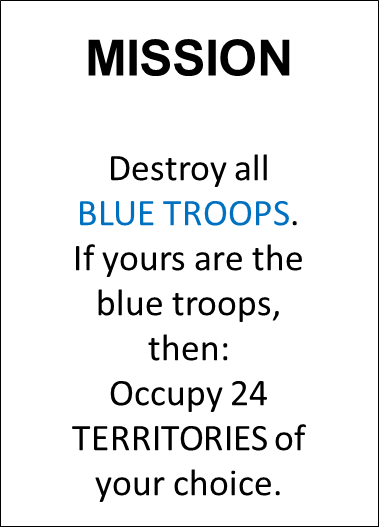 MISSION
Destroy all
BLUE TROOPS.
If yours are the
blue troops,
then:
Occupy 24
TERRITORIES of
your choice.